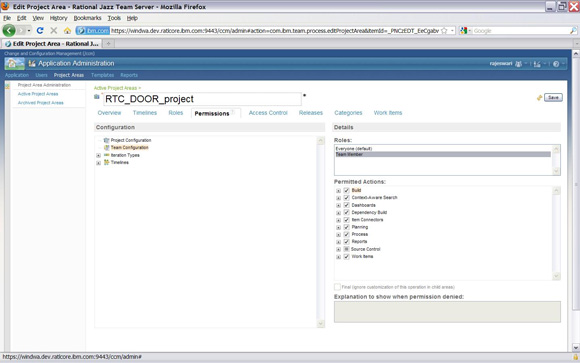 Edit Project Area - Rational Jazz Team Server - Mozilla Firefox
File Edit View History Bookmarks Tools Help
ibm.com https://windwa.dev.ratlcore.ibm.com:9443/ccm/admin#action=com.ibm.team.process.editProjectArea&itemId=_PNCzEDT_EeCgabv
Google
Edit Project Area - Rational J...
Change and Configuration Management (/ccm)
Application Administration
rajeswari
Application Users Project Areas Templates Reports
Project Area Administration
Active Project Areas
Archived Project Areas
Active Project Areas >
RTC_DOOR_project *
Save
Overview Timelines Roles Permissions Access Control Releases Categories Work Items
Configuration
Project Configuration
Team Configuration
Iteration Types
Timelines
Details
Roles:
Everyone (default)
Team Member
Permitted Actions:
Build
Context-Aware Search
Dashboards
Dependency Build
Item Connectors
Planning
Process
Reports
Source Control
Work Items
Final (ignore customization of this operation in child areas)
Explanation to show when permission denied:
https://windwa.dev.ratlcore.ibm.com:9443/ccm/admin#